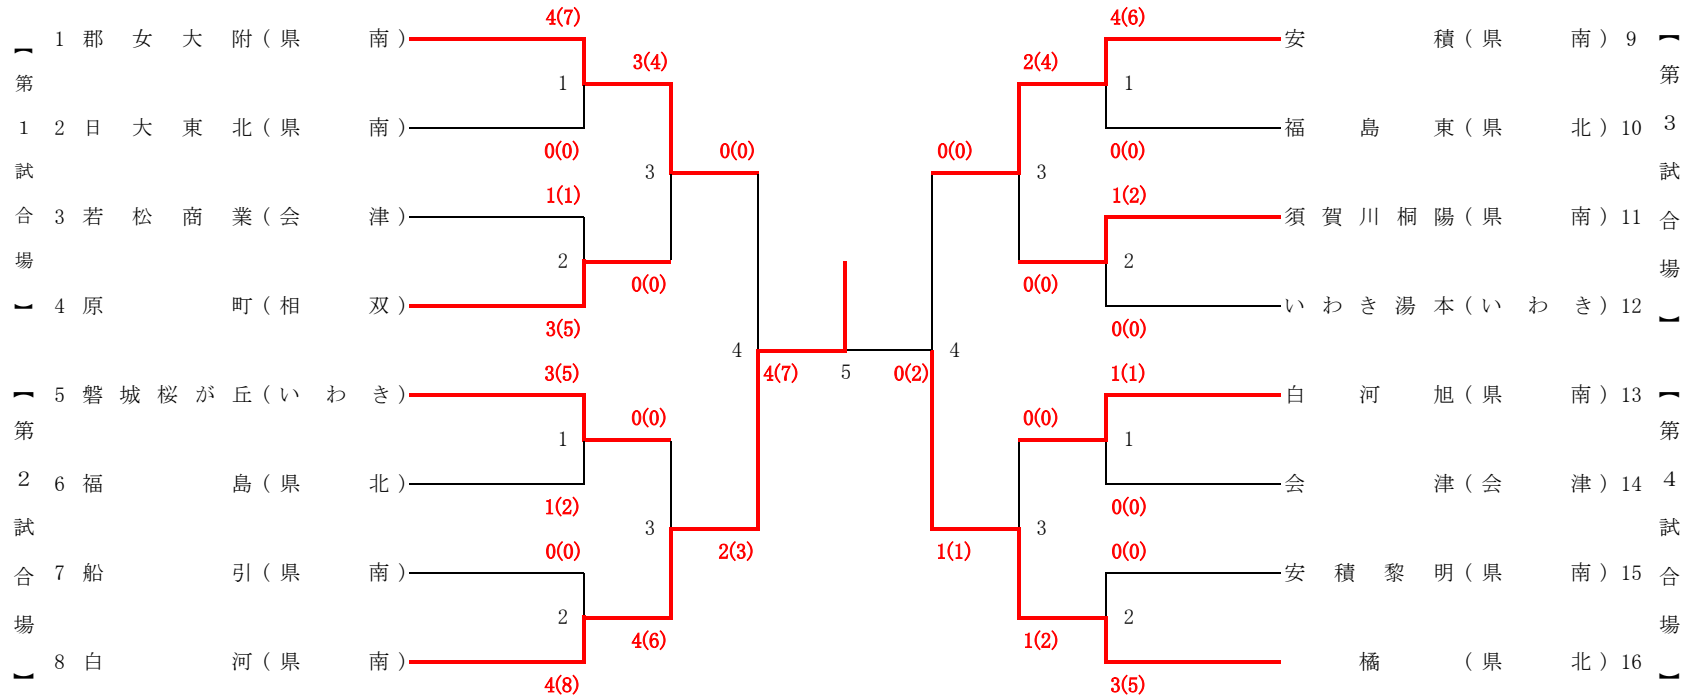 4(7) 4(6)
1 郡女大附(県南) 安積(県南) 9
3(4) 2(4)
1 1
2 日大東北(県南) 福島東(県北) 10
0(0) 0(0) 0(0) 0(0)
3 3
1(1) 1(2)
3 若松商業(会津) 須賀川桐陽(県南) 11
2 2
0(0) 0(0)
4 原町(相双) いわき湯本(いわき) 12
3(5) 0(0)
4 4
3(5) 4(7) 5 0(2) 1(1)
5 磐城桜が丘(いわき) 白河旭(県南) 13
0(0) 0(0)
1 1
6 福島(県北) 会津(会津) 14
1(2) 0(0)
3 3
0(0) 2(3) 1(1) 0(0)
7 船引(県南) 安積黎明(県南) 15
2 2
4(6) 1(2)
8 白河(県南) 橘(県北) 16
4(8) 3(5)
【第1試合場】
【第2試合場】
【第3試合場】
【第4試合場】